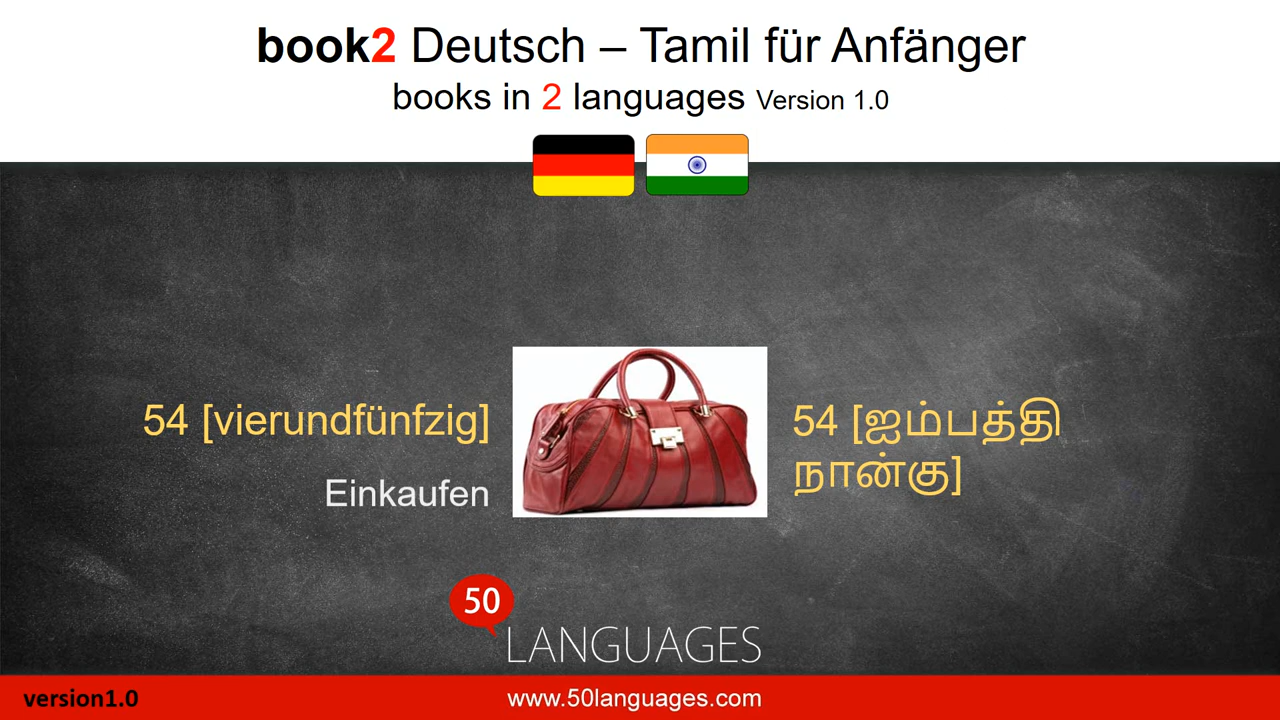 book2 Deutsch – Tamil für Anfänger
books in 2 languages Version 1.0
54 [vierundfünfzig]
Einkaufen
54 [ஐம்பத்தி
நான்கு]
50
LANGUAGES
version1.0
www.50languages.com